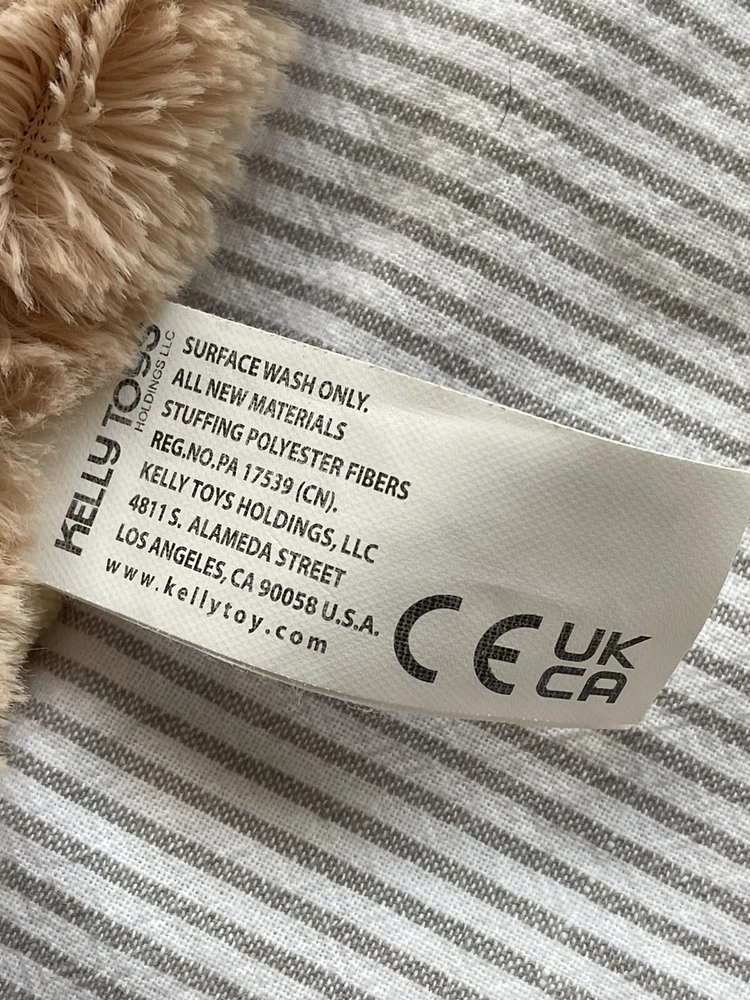 KELLY TOYS
HOLDINGS LLC
SURFACE WASH ONLY.
ALL NEW MATERIALS
STUFFING POLYESTER FIBERS
REG.NO.PA 17539 (CN).
KELLY TOYS HOLDINGS, LLC
4811 S. ALAMEDA STREET
LOS ANGELES, CA 90058 U.S.A.
www.kellytoy.com
CE
UK
CA